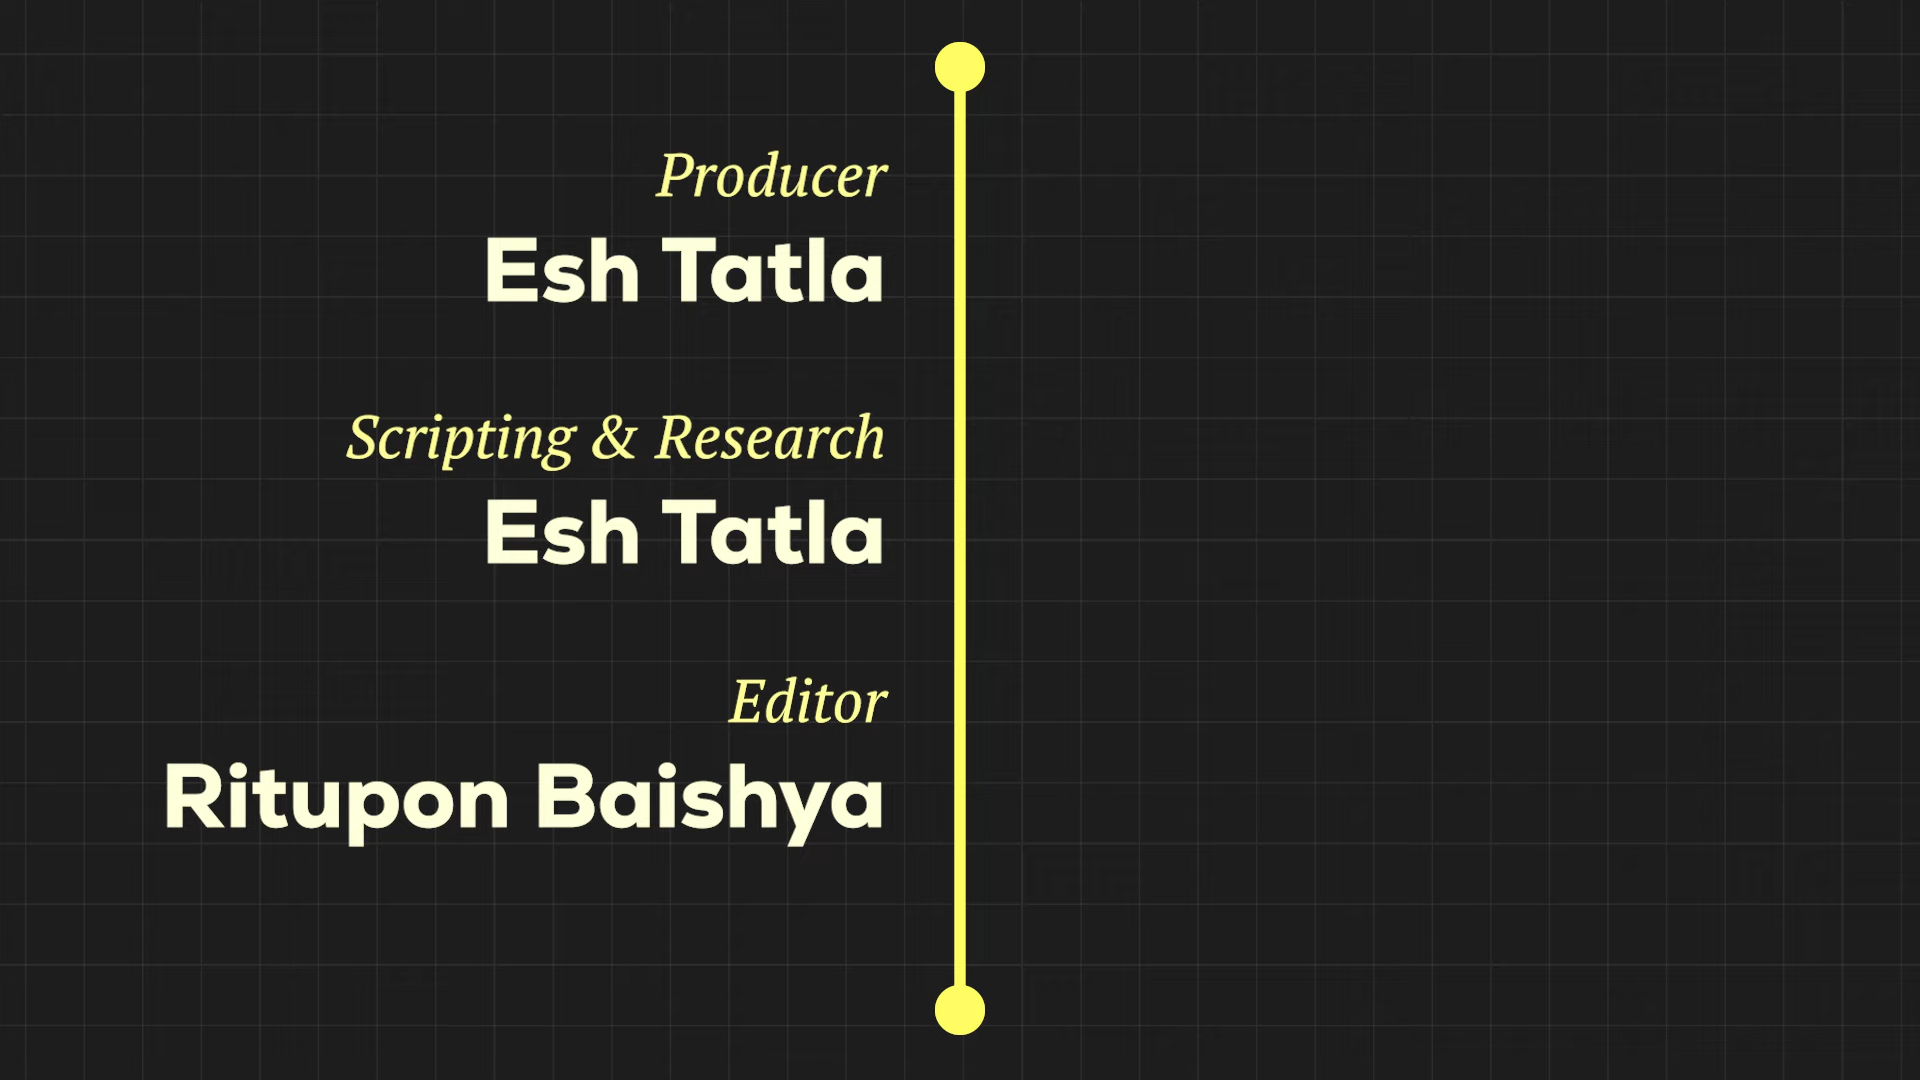 Producer
Esh Tatla
Scripting & Research
Esh Tatla
Editor
Ritupon Baishya